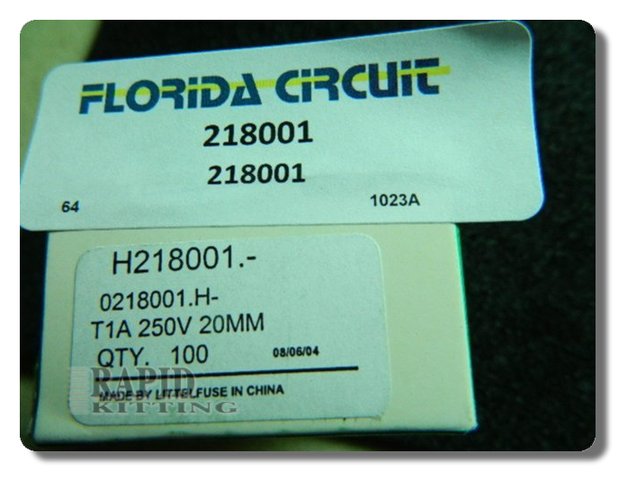 FLORIDA CIRCUIT
218001
218001
64 1023A
H218001.-
0218001.H-
T1A 250V 20MM
QTY. 100 08/06/04
MADE BY LITTELFUSE IN CHINA
RAPID
KITTING